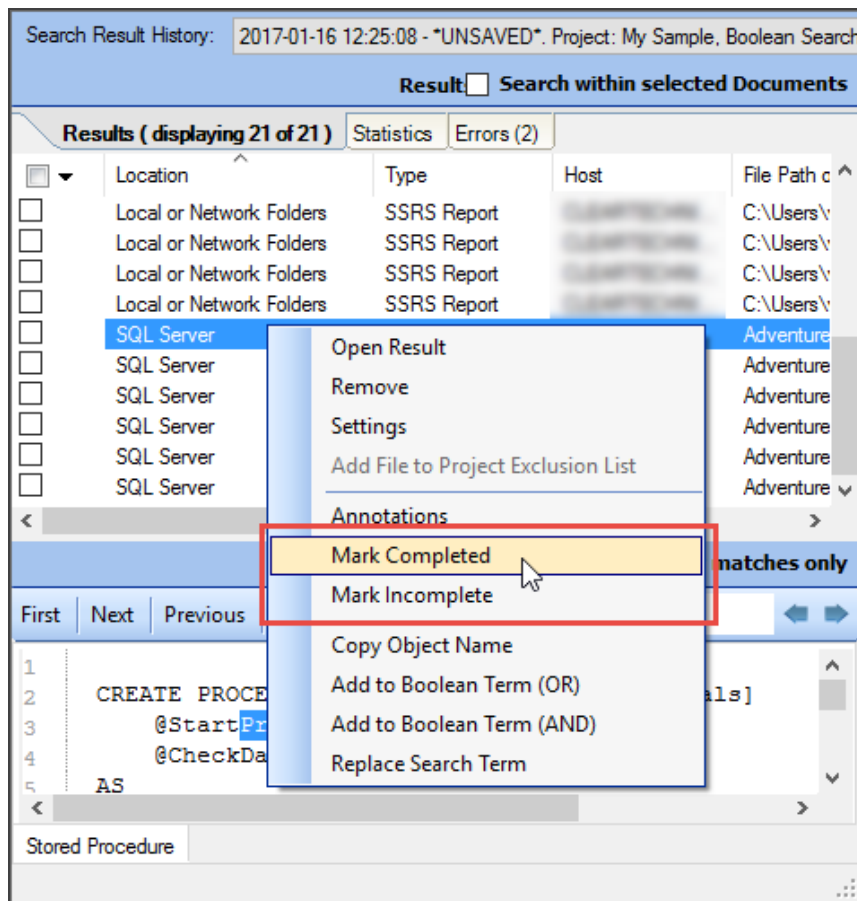 Search Result History: 2017-01-16 12:25:08 - *UNSAVED*. Project: My Sample, Boolean Search
Result Search within selected Documents
Results ( displaying 21 of 21 ) Statistics Errors (2)
Location Type Host File Path
Local or Network Folders SSRS Report C:\Users\
Local or Network Folders SSRS Report C:\Users\
Local or Network Folders SSRS Report C:\Users\
Local or Network Folders SSRS Report C:\Users\
SQL Server Adventure
SQL Server Adventure
SQL Server Adventure
SQL Server Adventure
SQL Server Adventure
SQL Server Adventure
Open Result
Remove
Settings
Add File to Project Exclusion List
Annotations
Mark Completed
Mark Incomplete
Copy Object Name
Add to Boolean Term (OR)
Add to Boolean Term (AND)
Replace Search Term
matches only
First Next Previous
1
2 CREATE PROCE als]
3 @StartPr
4 @CheckDa
5 AS
Stored Procedure